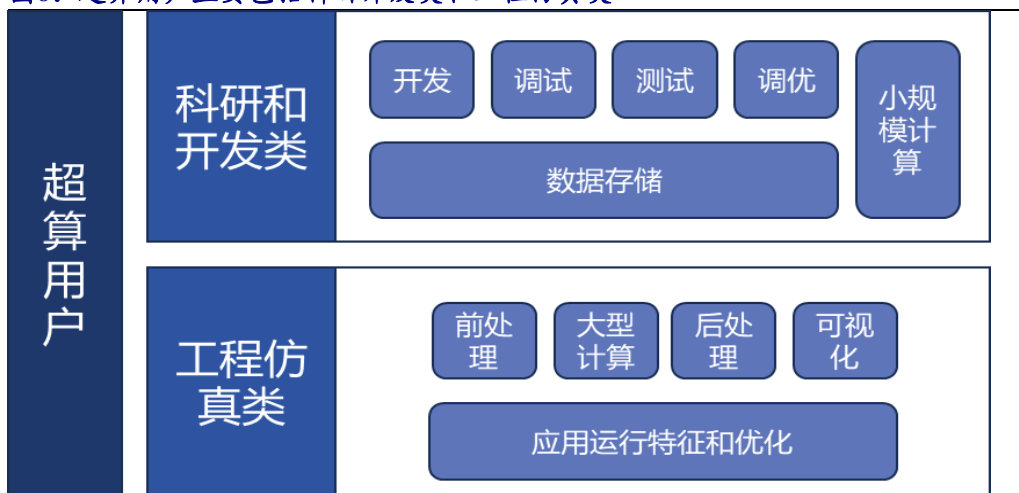 超
算
用
户
科研和
开发类
开发
调试
测试
调优
小规
模计
算
数据存储
工程仿
真类
前处
理
大型
计算
后处
理
可视
化
应用运行特征和优化